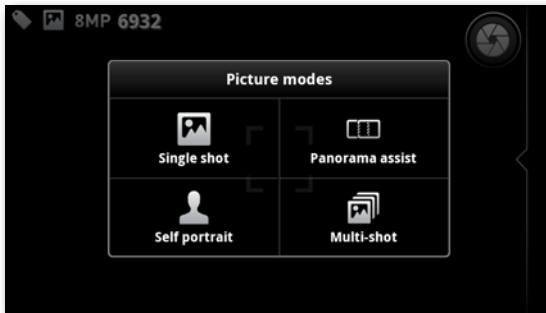 8MP 6932
Picture modes
Single shot
Panorama assist
Self portrait
Multi-shot